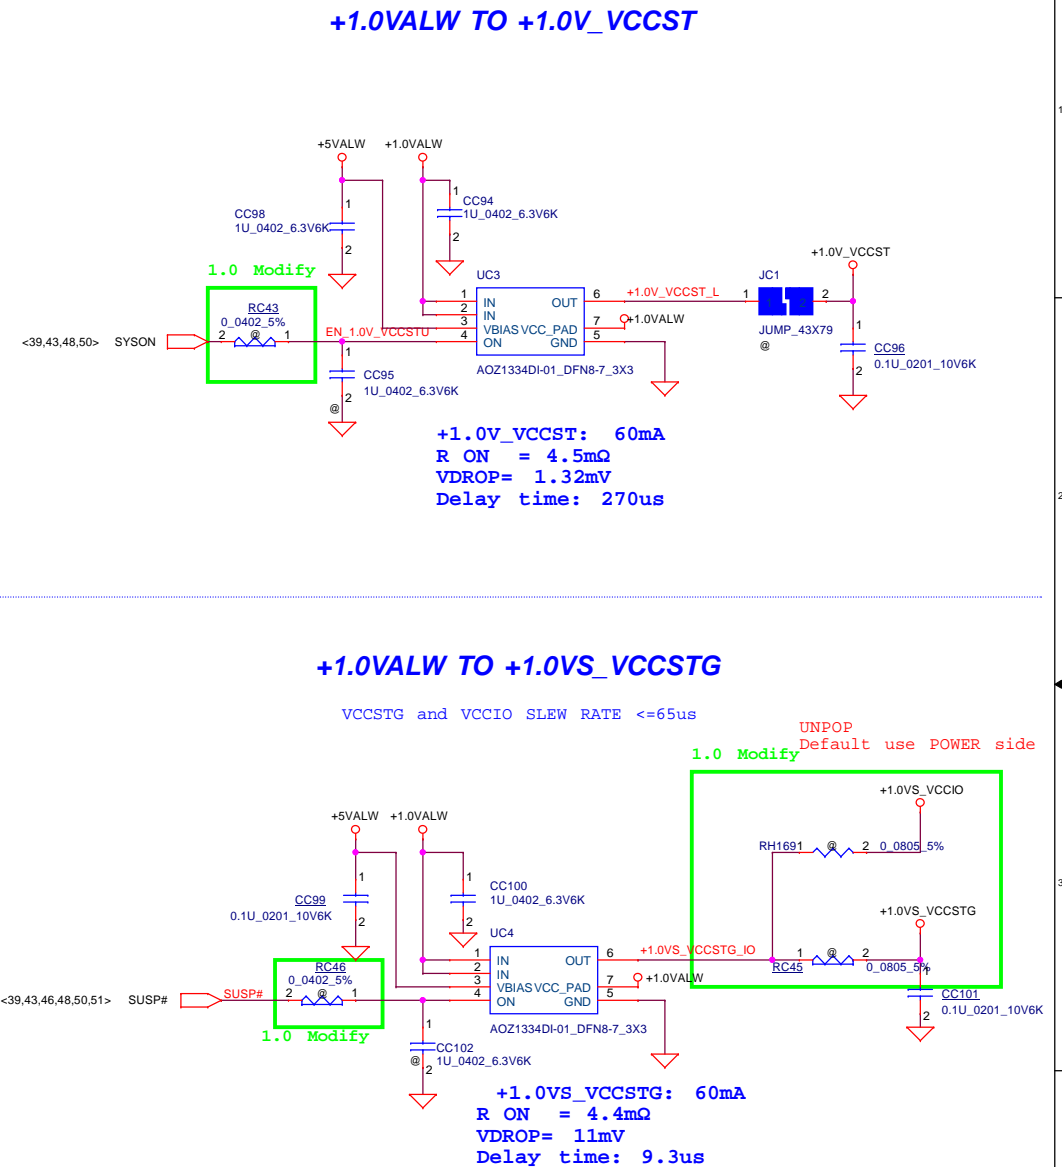 +1.0VALW TO +1.0V_VCCST
1
+5VALW
+1.0VALW
1
CC98
1U_0402_6.3V6K
2
1
CC94
1U_0402_6.3V6K
2
1.0 Modify
RC43
0_0402_5%
<39,43,48,50> SYSON
2 @ 1
EN_1.0V_VCCSTU
1
CC95
1U_0402_6.3V6K
2
@
UC3
1 IN
2 IN
3 VBIAS
4 ON
OUT 6
VCC_PAD 7
GND 5
AOZ1334DI-01_DFN8-7_3X3
+1.0V_VCCST_L
+1.0VALW
JC1
1 1 2 2
JUMP_43X79
@
+1.0V_VCCST
1
CC96
0.1U_0201_10V6K
2
+1.0V_VCCST: 60mA
R ON = 4.5mΩ
VDROP= 1.32mV
Delay time: 270us
2
+1.0VALW TO +1.0VS_VCCSTG
VCCSTG and VCCIO SLEW RATE <=65us
UNPOP
Default use POWER side
1.0 Modify
+1.0VS_VCCIO
RH169 1 @ 2 0_0805_5%
+5VALW
+1.0VALW
3
1
CC99
0.1U_0201_10V6K
2
1
CC100
1U_0402_6.3V6K
2
RC46
0_0402_5%
<39,43,46,48,50,51> SUSP#
SUSP#
2 @ 1
1.0 Modify
1
CC102
@ 1U_0402_6.3V6K
2
UC4
1 IN
2 IN
3 VBIAS
4 ON
OUT 6
VCC_PAD 7
GND 5
AOZ1334DI-01_DFN8-7_3X3
+1.0VS_VCCSTG_IO
+1.0VALW
+1.0VS_VCCSTG
1 @ 2
RC45 0_0805_5%
1
CC101
0.1U_0201_10V6K
2
+1.0VS_VCCSTG: 60mA
R ON = 4.4mΩ
VDROP= 11mV
Delay time: 9.3us